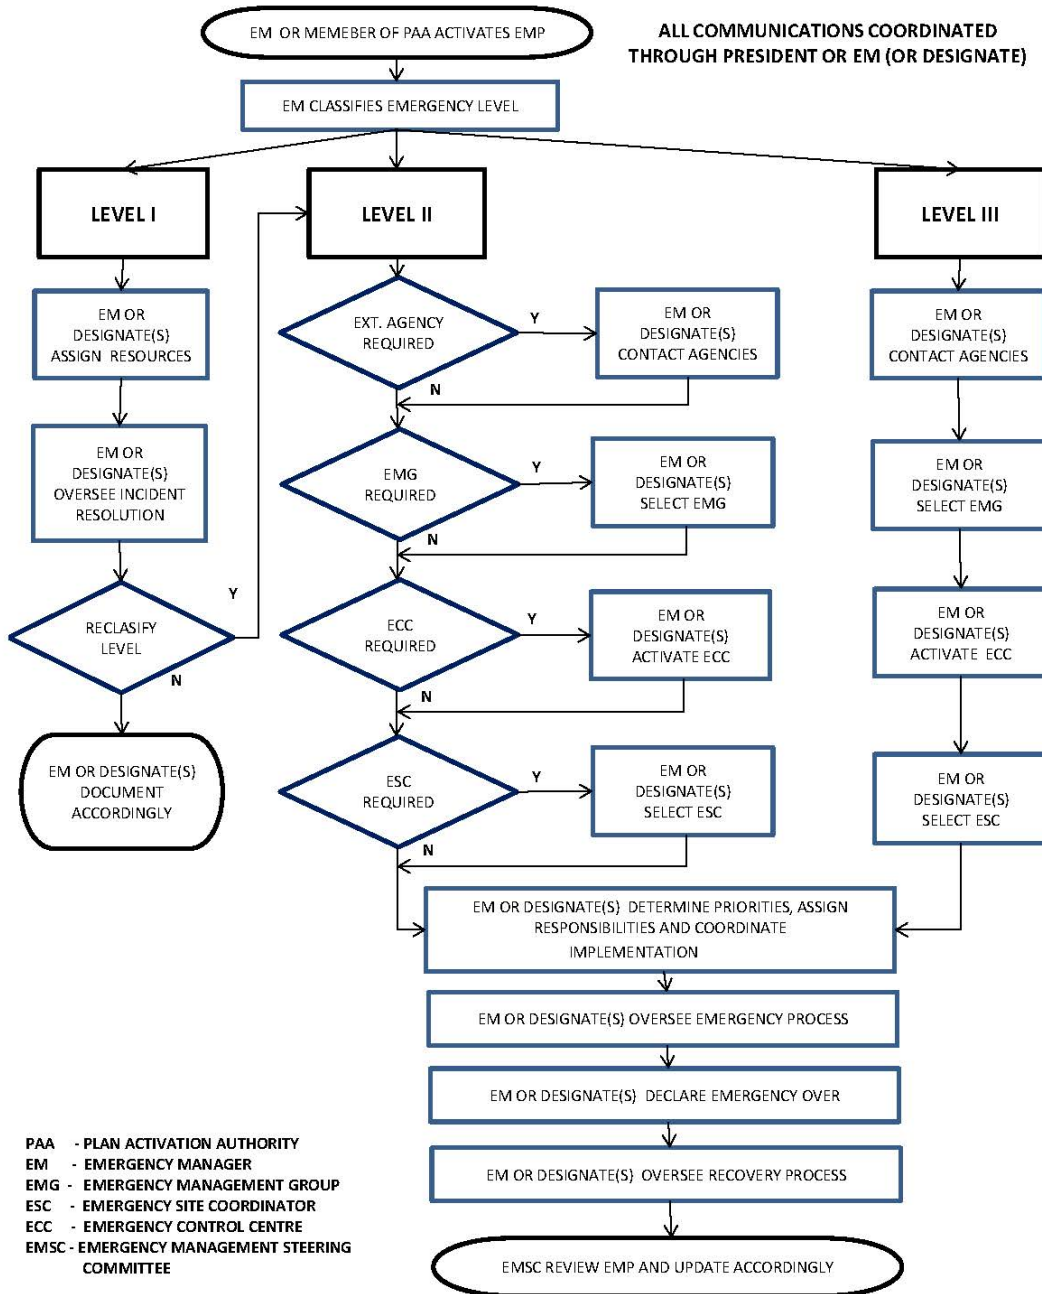 EM OR MEMEBER OF PAA ACTIVATES EMP
ALL COMMUNICATIONS COORDINATED
THROUGH PRESIDENT OR EM (OR DESIGNATE)
EM CLASSIFIES EMERGENCY LEVEL
LEVEL I
LEVEL II
LEVEL III
EM OR
DESIGNATE(S)
ASSIGN RESOURCES
EXT. AGENCY
REQUIRED
Y
N
EM OR
DESIGNATE(S)
CONTACT AGENCIES
EM OR
DESIGNATE(S)
CONTACT AGENCIES
EM OR
DESIGNATE(S)
OVERSEE INCIDENT
RESOLUTION
EMG
REQUIRED
Y
N
EM OR
DESIGNATE(S)
SELECT EMG
EM OR
DESIGNATE(S)
SELECT EMG
RECLASIFY
LEVEL
Y
N
ECC
REQUIRED
Y
N
EM OR
DESIGNATE(S)
ACTIVATE ECC
EM OR
DESIGNATE(S)
ACTIVATE ECC
EM OR DESIGNATE(S)
DOCUMENT
ACCORDINGLY
ESC
REQUIRED
Y
N
EM OR
DESIGNATE(S)
SELECT ESC
EM OR
DESIGNATE(S)
SELECT ESC
EM OR DESIGNATE(S) DETERMINE PRIORITIES, ASSIGN
RESPONSIBILITIES AND COORDINATE
IMPLEMENTATION
EM OR DESIGNATE(S) OVERSEE EMERGENCY PROCESS
EM OR DESIGNATE(S) DECLARE EMERGENCY OVER
EM OR DESIGNATE(S) OVERSEE RECOVERY PROCESS
EMSC REVIEW EMP AND UPDATE ACCORDINGLY
PAA - PLAN ACTIVATION AUTHORITY
EM - EMERGENCY MANAGER
EMG - EMERGENCY MANAGEMENT GROUP
ESC - EMERGENCY SITE COORDINATOR
ECC - EMERGENCY CONTROL CENTRE
EMSC - EMERGENCY MANAGEMENT STEERING
COMMITTEE